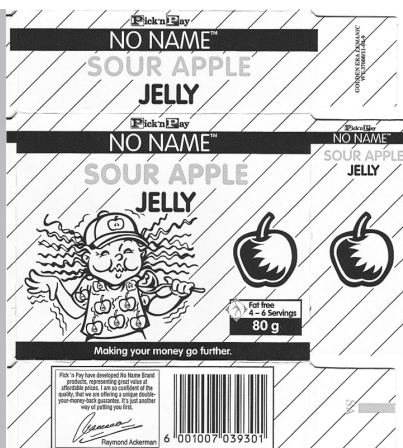 Pick'n Pay
NO NAME™
SOUR APPLE
JELLY
Pick'n Pay
NO NAME™
SOUR APPLE
JELLY
Fat free
4 – 6 Servings
80 g
Making your money go further.
Pick'n Pay
NO NAME™
SOUR APPLE
JELLY
Pick 'n Pay have developed No Name Brand
products, representing great value at
affordable prices. I am so confident of the
quality, that we are offering a unique double-
your-money-back guarantee. It's just another
way of putting you first.
Raymond Ackerman
6 001007 039301